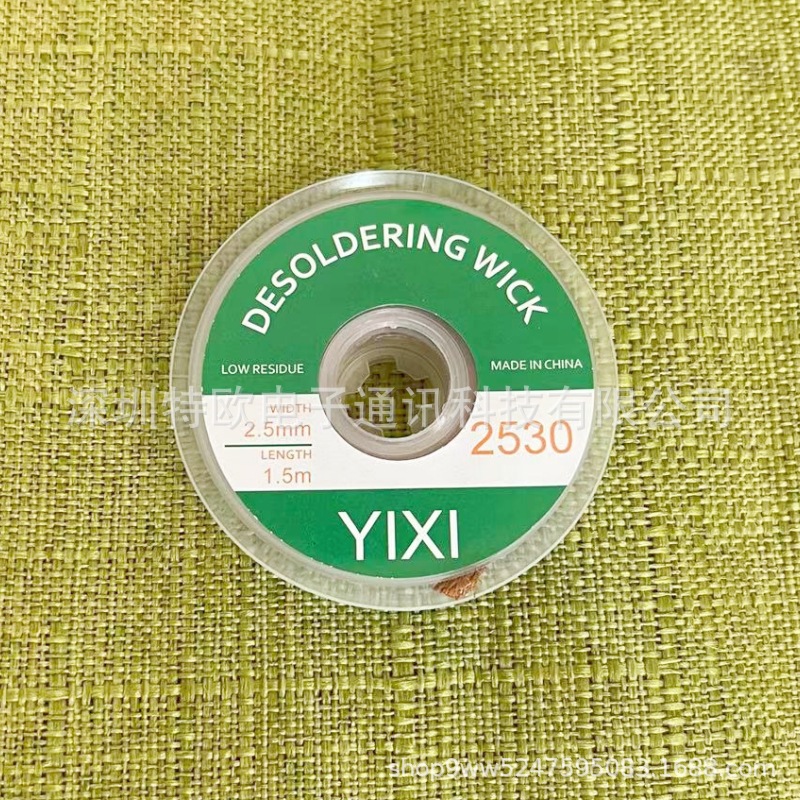 DESOLDERING WICK
LOW RESIDUE
MADE IN CHINA
深圳特欧电子通讯科技有限公司
WIDTH
2.5mm
LENGTH
1.5m
2530
YIXI
shop9ww5247595083.1688.com